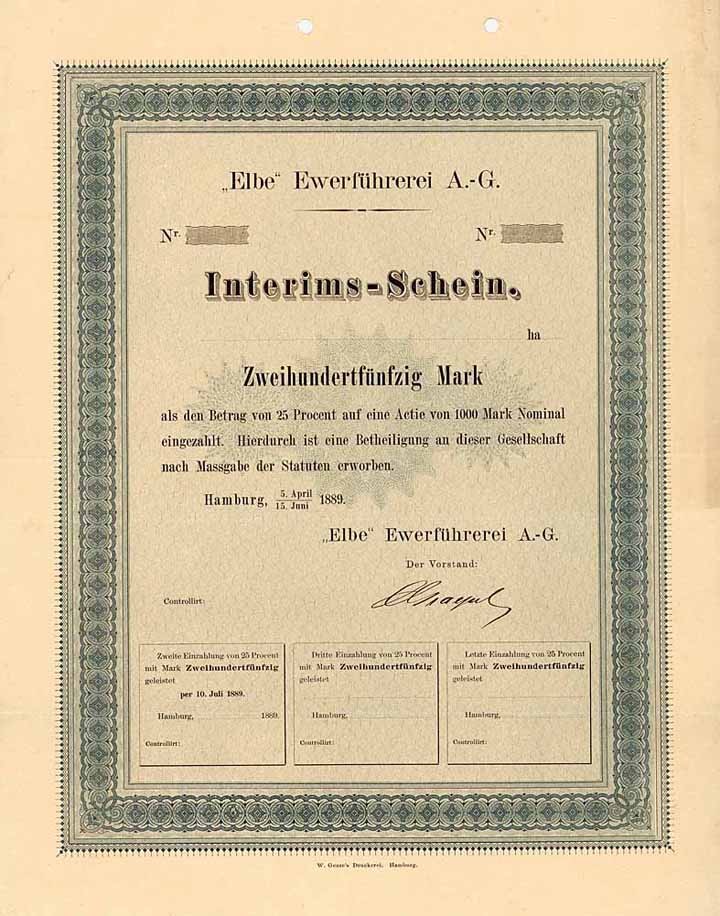 „Elbe“ Ewerführerei A.-G.
Nr. Nr.
Interims-Schein.
ha
Zweihundertfünfzig Mark
als den Betrag von 25 Procent auf eine Actie von 1000 Mark Nominal
eingezahlt. Hierdurch ist eine Betheiligung an dieser Gesellschaft
nach Massgabe der Statuten erworben.
Hamburg, 5. April / 15. Juni 1889.
„Elbe“ Ewerführerei A.-G.
Der Vorstand:
Controllirt:
Zweite Einzahlung von 25 Procent
mit Mark Zweihundertfünfzig
geleistet
per 10. Juli 1889.
Hamburg, 1889.
Controllirt:
Dritte Einzahlung von 25 Procent
mit Mark Zweihundertfünfzig
geleistet
Hamburg,
Controllirt:
Letzte Einzahlung von 25 Procent
mit Mark Zweihundertfünfzig
geleistet
Hamburg,
Controllirt:
W. Gente's Druckerei. Hamburg.